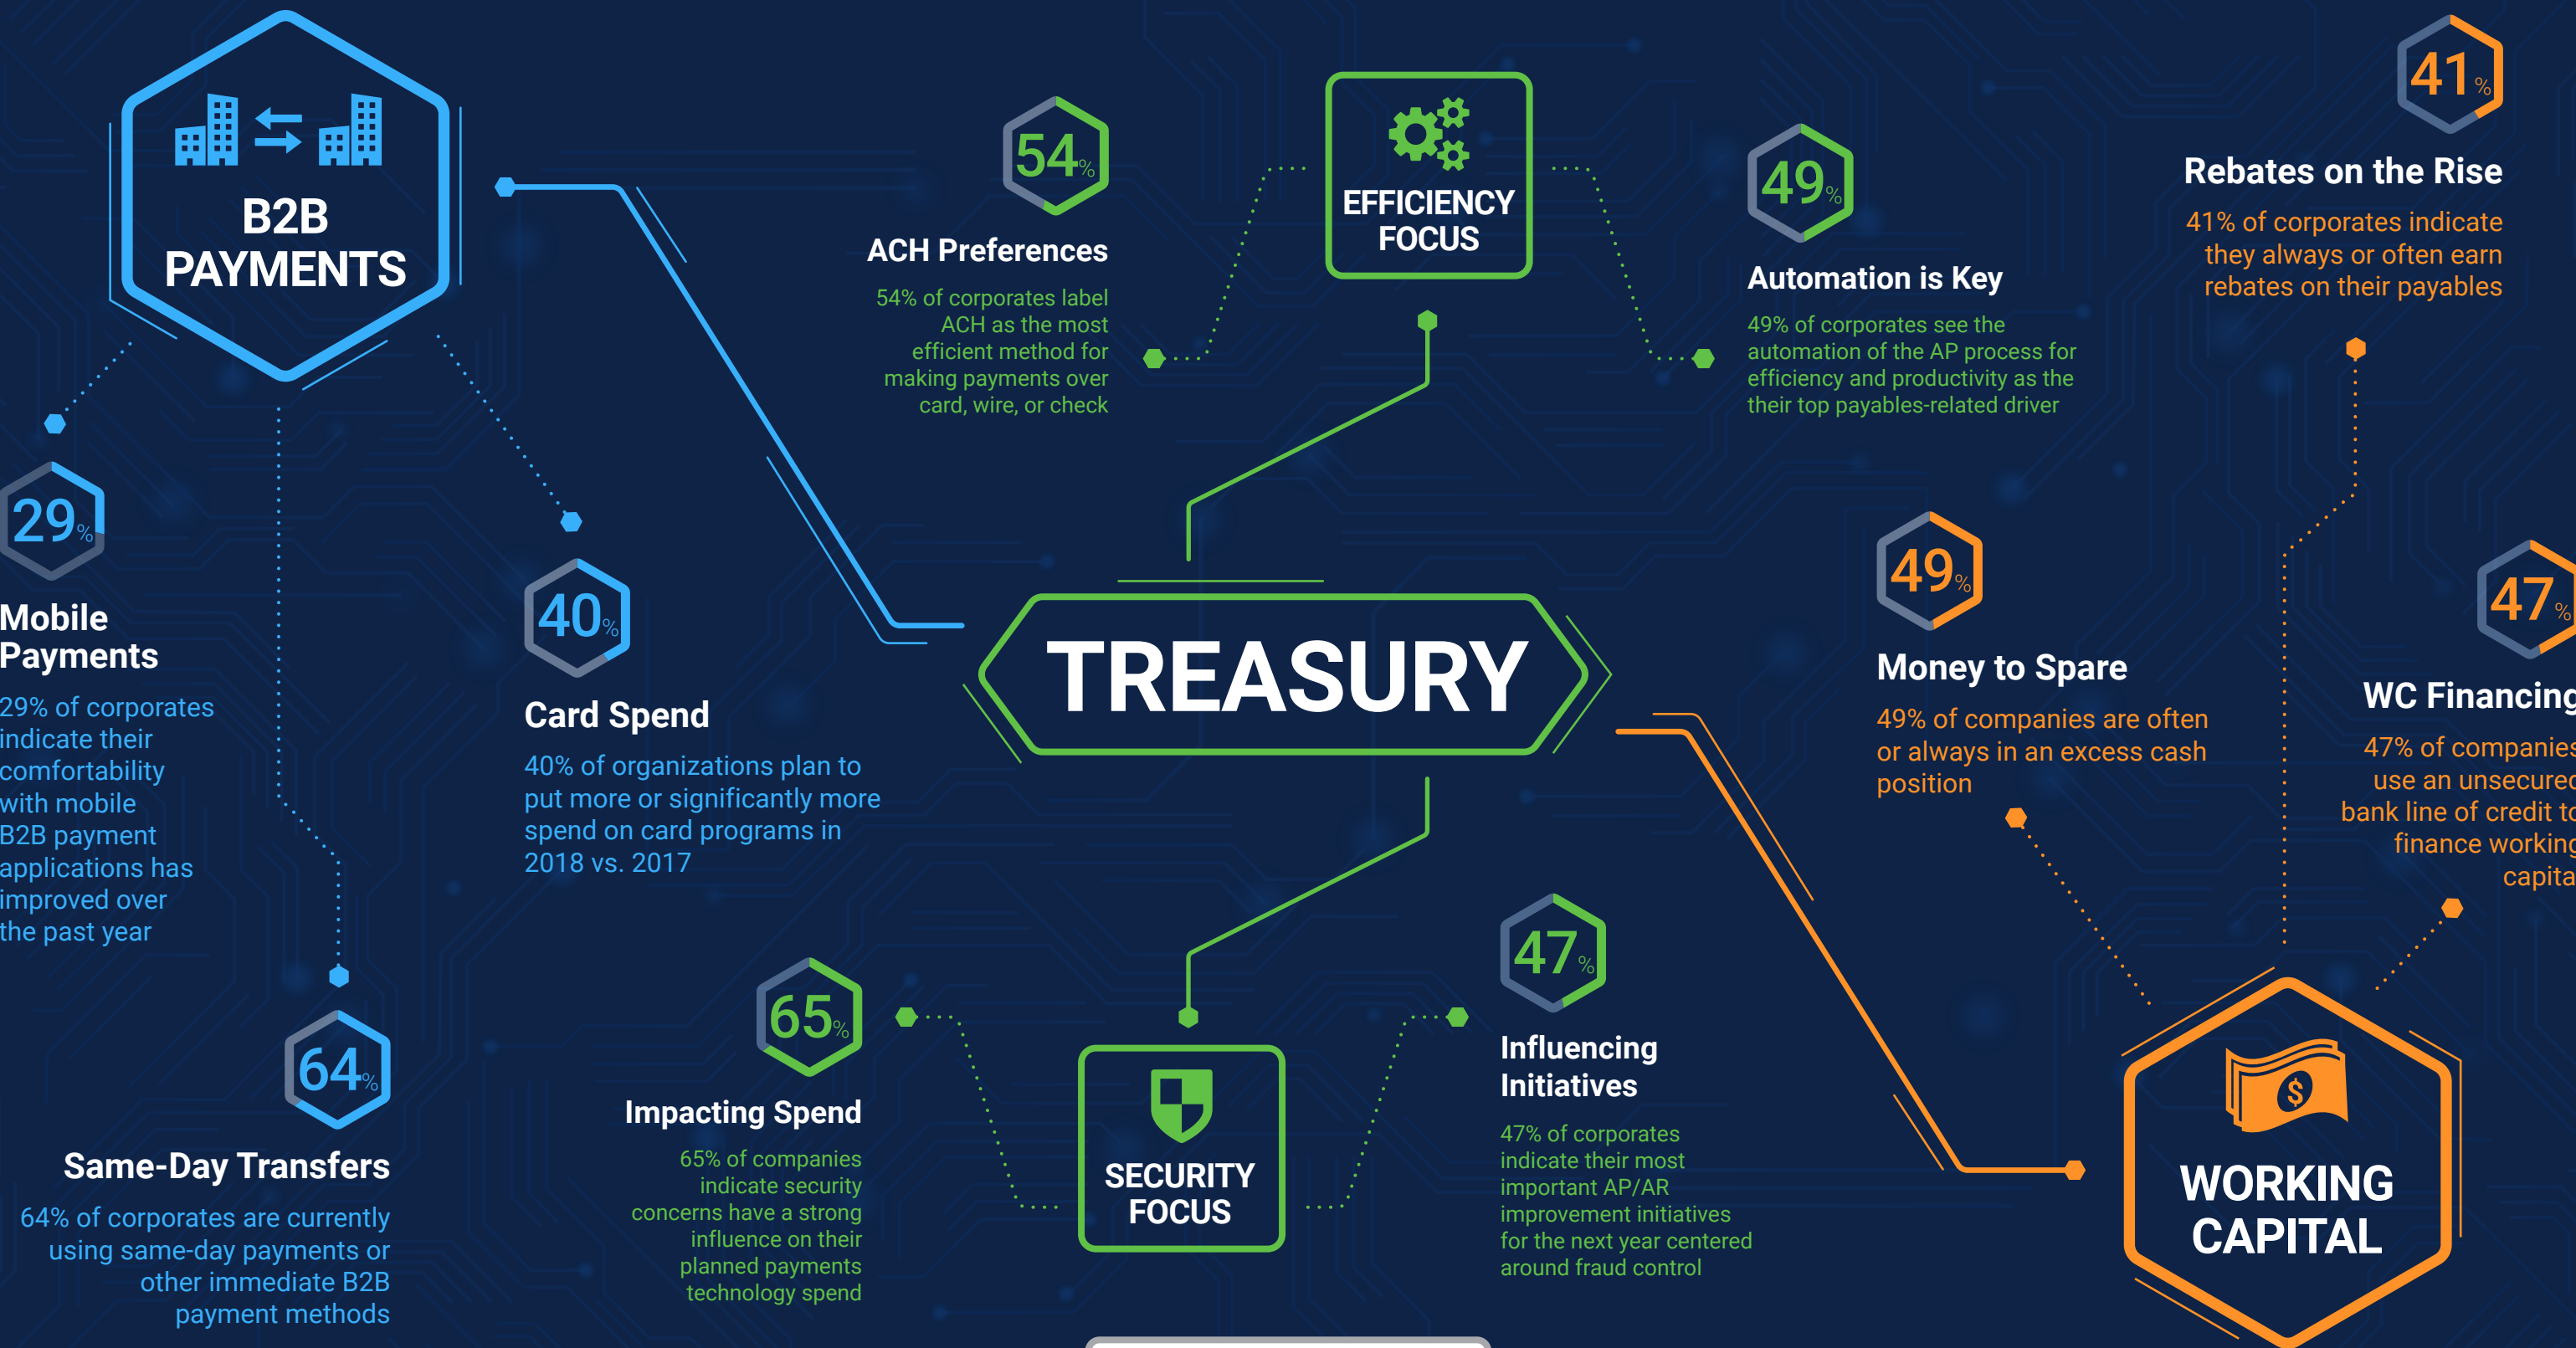 B2B
PAYMENTS
29%
Mobile
Payments
29% of corporates
indicate their
comfortability
with mobile
B2B payment
applications has
improved over
the past year
40%
Card Spend
40% of organizations plan to
put more or significantly more
spend on card programs in
2018 vs. 2017
64%
Same-Day Transfers
64% of corporates are currently
using same-day payments or
other immediate B2B
payment methods
EFFICIENCY
FOCUS
54%
ACH Preferences
54% of corporates label
ACH as the most
efficient method for
making payments over
card, wire, or check
49%
Automation is Key
49% of corporates see the
automation of the AP process for
efficiency and productivity as the
their top payables-related driver
TREASURY
65%
Impacting Spend
65% of companies
indicate security
concerns have a strong
influence on their
planned payments
technology spend
SECURITY
FOCUS
47%
Influencing
Initiatives
47% of corporates
indicate their most
important AP/AR
improvement initiatives
for the next year centered
around fraud control
41%
Rebates on the Rise
41% of corporates indicate
they always or often earn
rebates on their payables
49%
Money to Spare
49% of companies are often
or always in an excess cash
position
47%
WC Financing
47% of companies
use an unsecured
bank line of credit to
finance working
capita
WORKING
CAPITAL